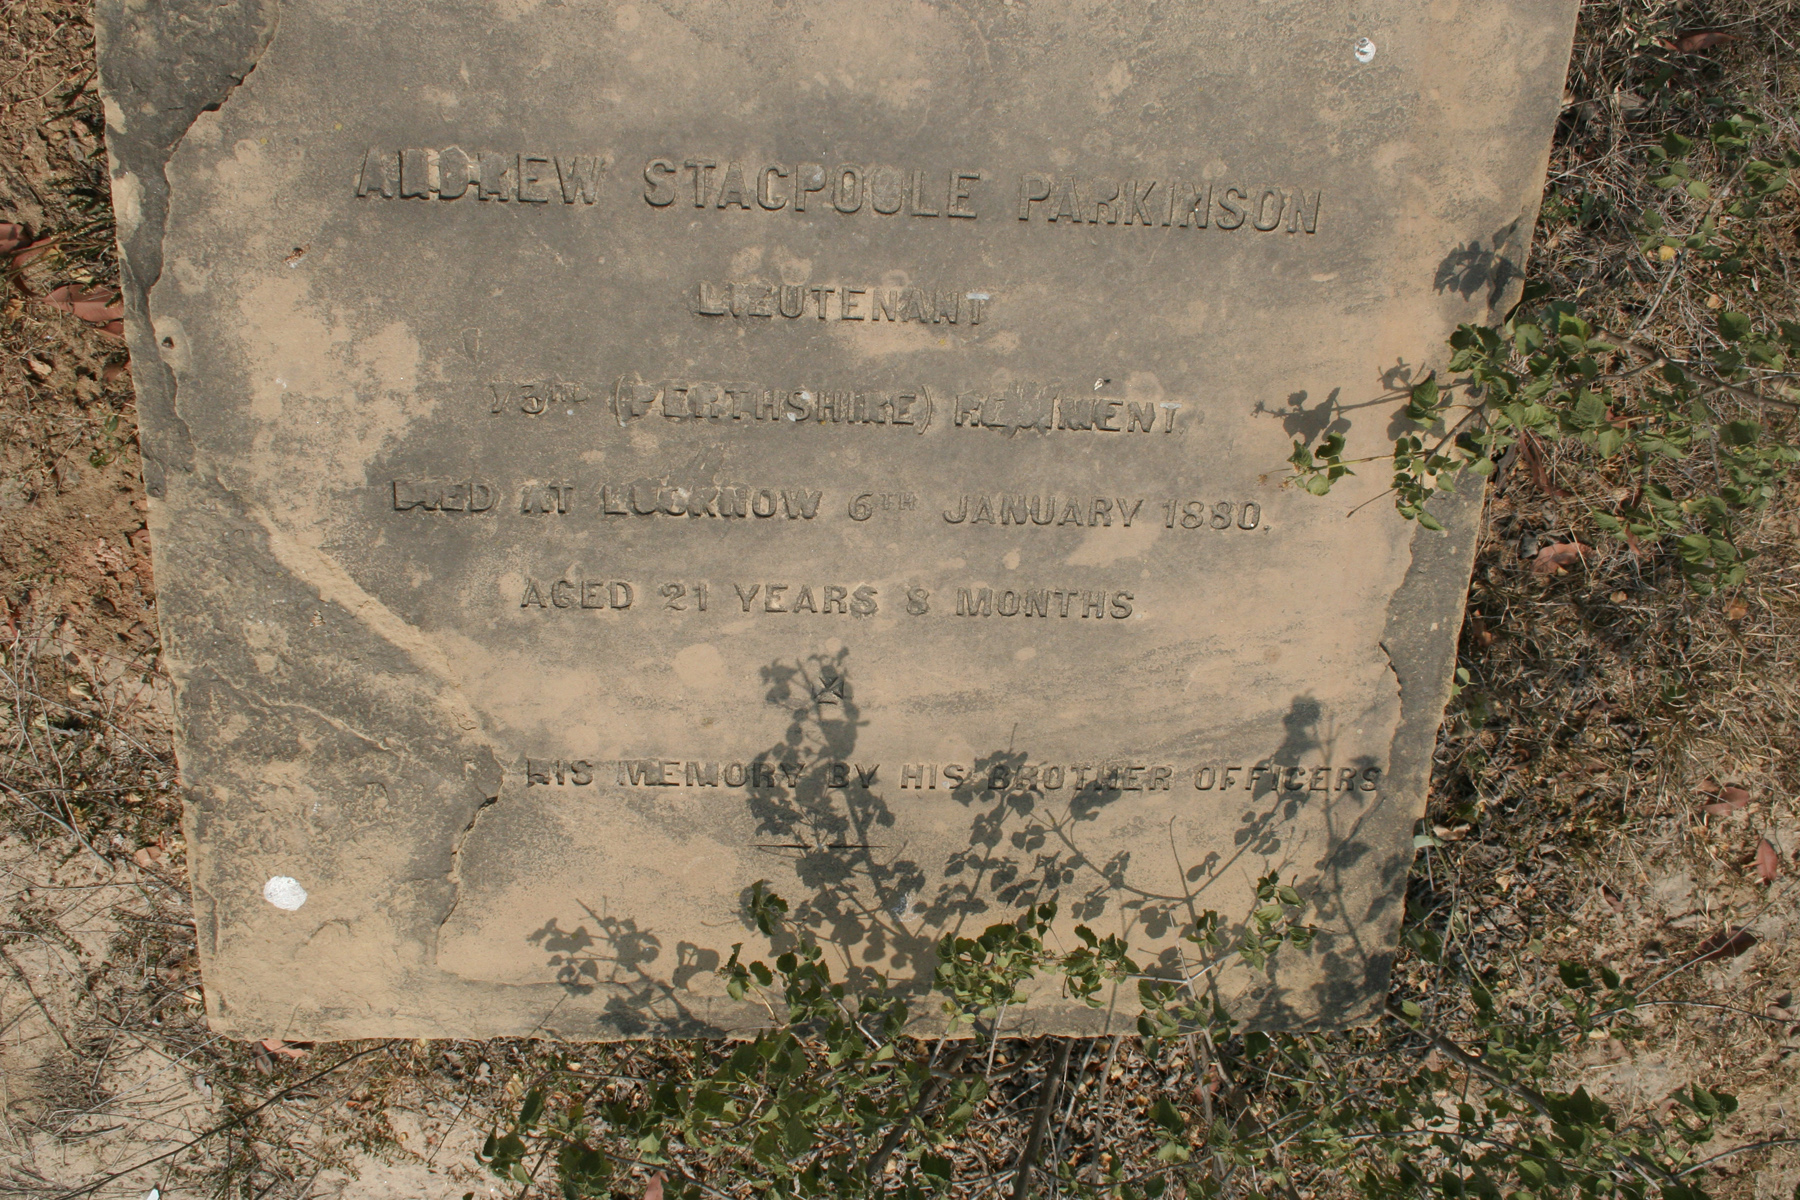 ANDREW STACPOOLE PARKINSON
LIEUTENANT
73RD (PERTHSHIRE) REGIMENT.
DIED AT LUCKNOW 6TH JANUARY 1880.
AGED 21 YEARS 8 MONTHS
HIS MEMORY BY HIS BROTHER OFFICERS